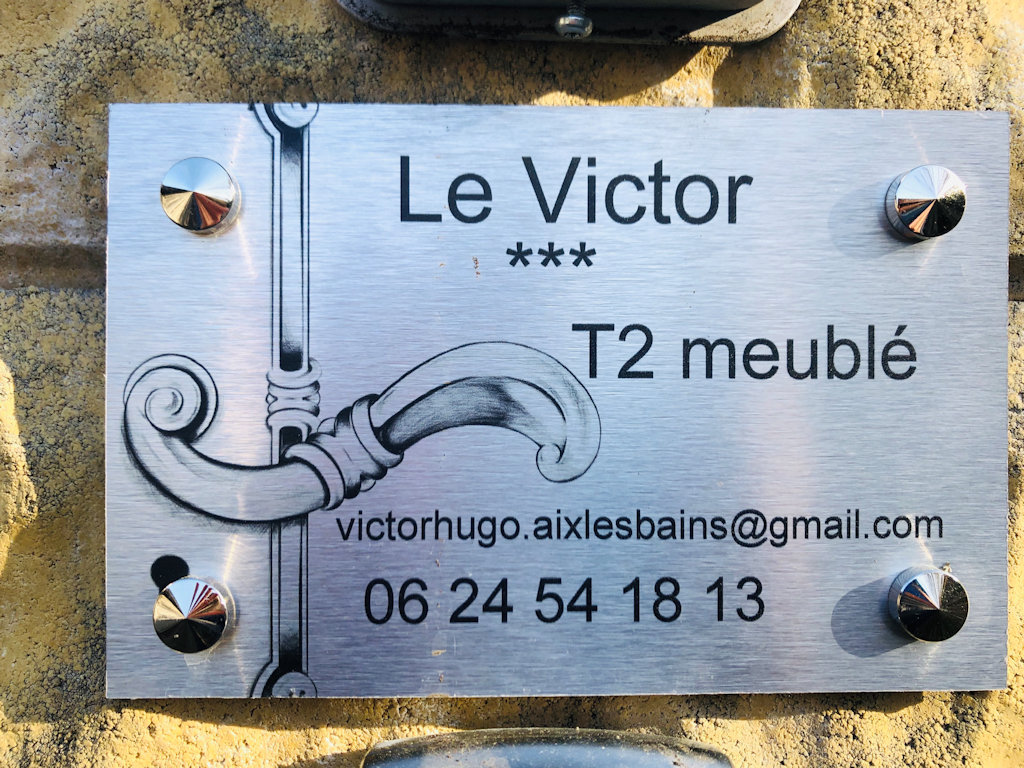 Le Victor
***
T2 meublé
victorhugo.aixlesbains@gmail.com
06 24 54 18 13